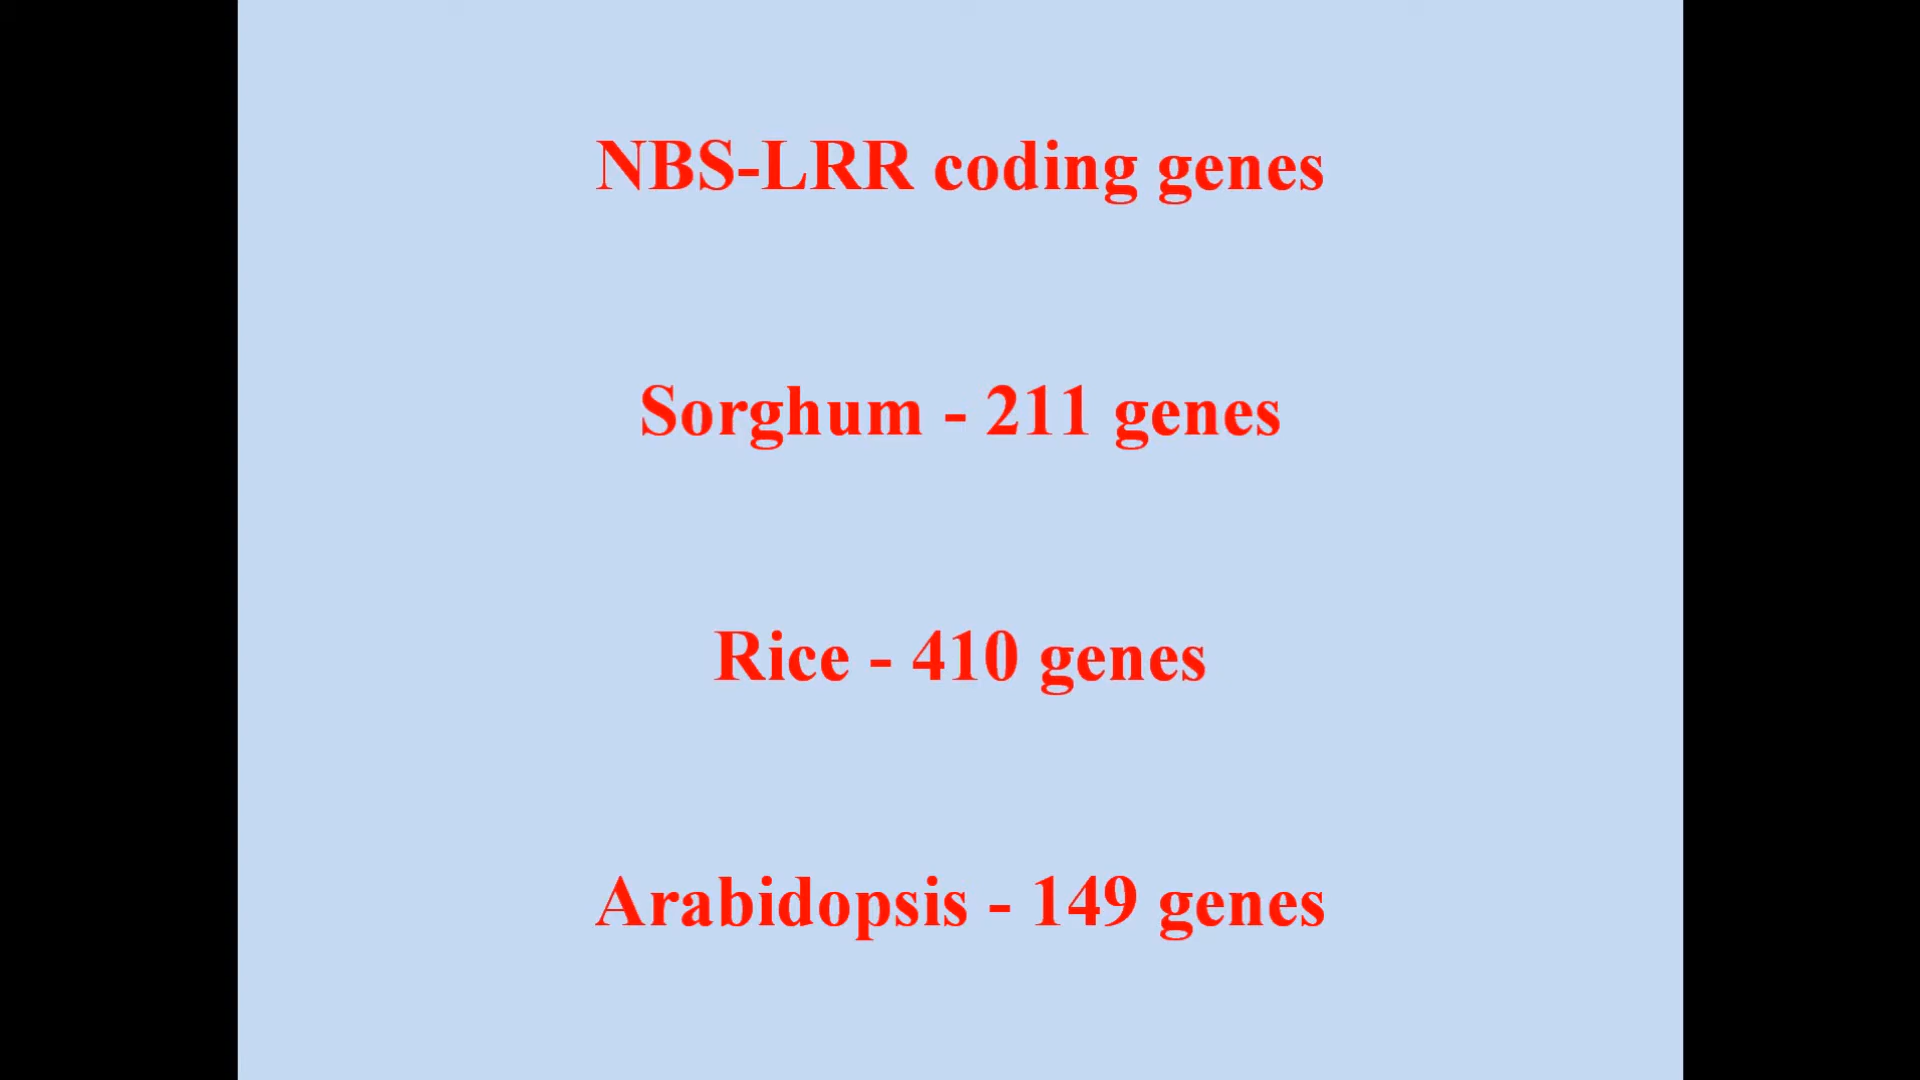 NBS-LRR coding genes
Sorghum - 211 genes
Rice - 410 genes
Arabidopsis - 149 genes